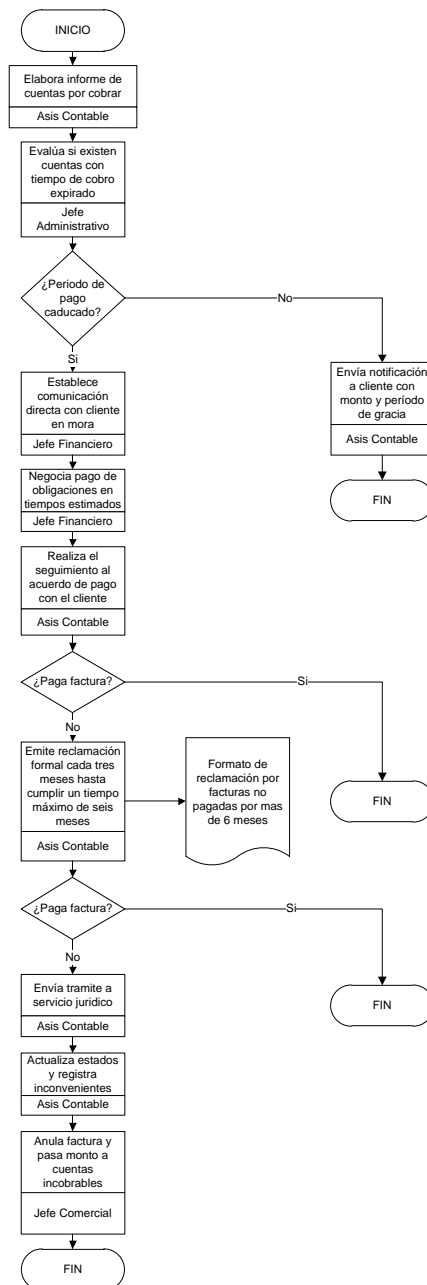 INICIO
Elabora informe de
cuentas por cobrar
Asis Contable
Evalúa si existen
cuentas con
tiempo de cobro
expirado
Jefe
Administrativo
¿Periodo de
pago
caducado?
No
Si
Establece
comunicación
directa con cliente
en mora
Jefe Financiero
Envía notificación
a cliente con
monto y período
de gracia
Asis Contable
FIN
Negocia pago de
obligaciones en
tiempos estimados
Jefe Financiero
Realiza el
seguimiento al
acuerdo de pago
con el cliente
Asis Contable
¿Paga factura?
Si
No
Emite reclamación
formal cada tres
meses hasta
cumplir un tiempo
máximo de seis
meses
Asis Contable
Formato de
reclamación por
facturas no
pagadas por mas
de 6 meses
FIN
¿Paga factura?
Si
No
Envía tramite a
servicio juridico
Asis Contable
FIN
Actualiza estados
y registra
inconvenientes
Asis Contable
Anula factura y
pasa monto a
cuentas
incobrables
Jefe Comercial
FIN